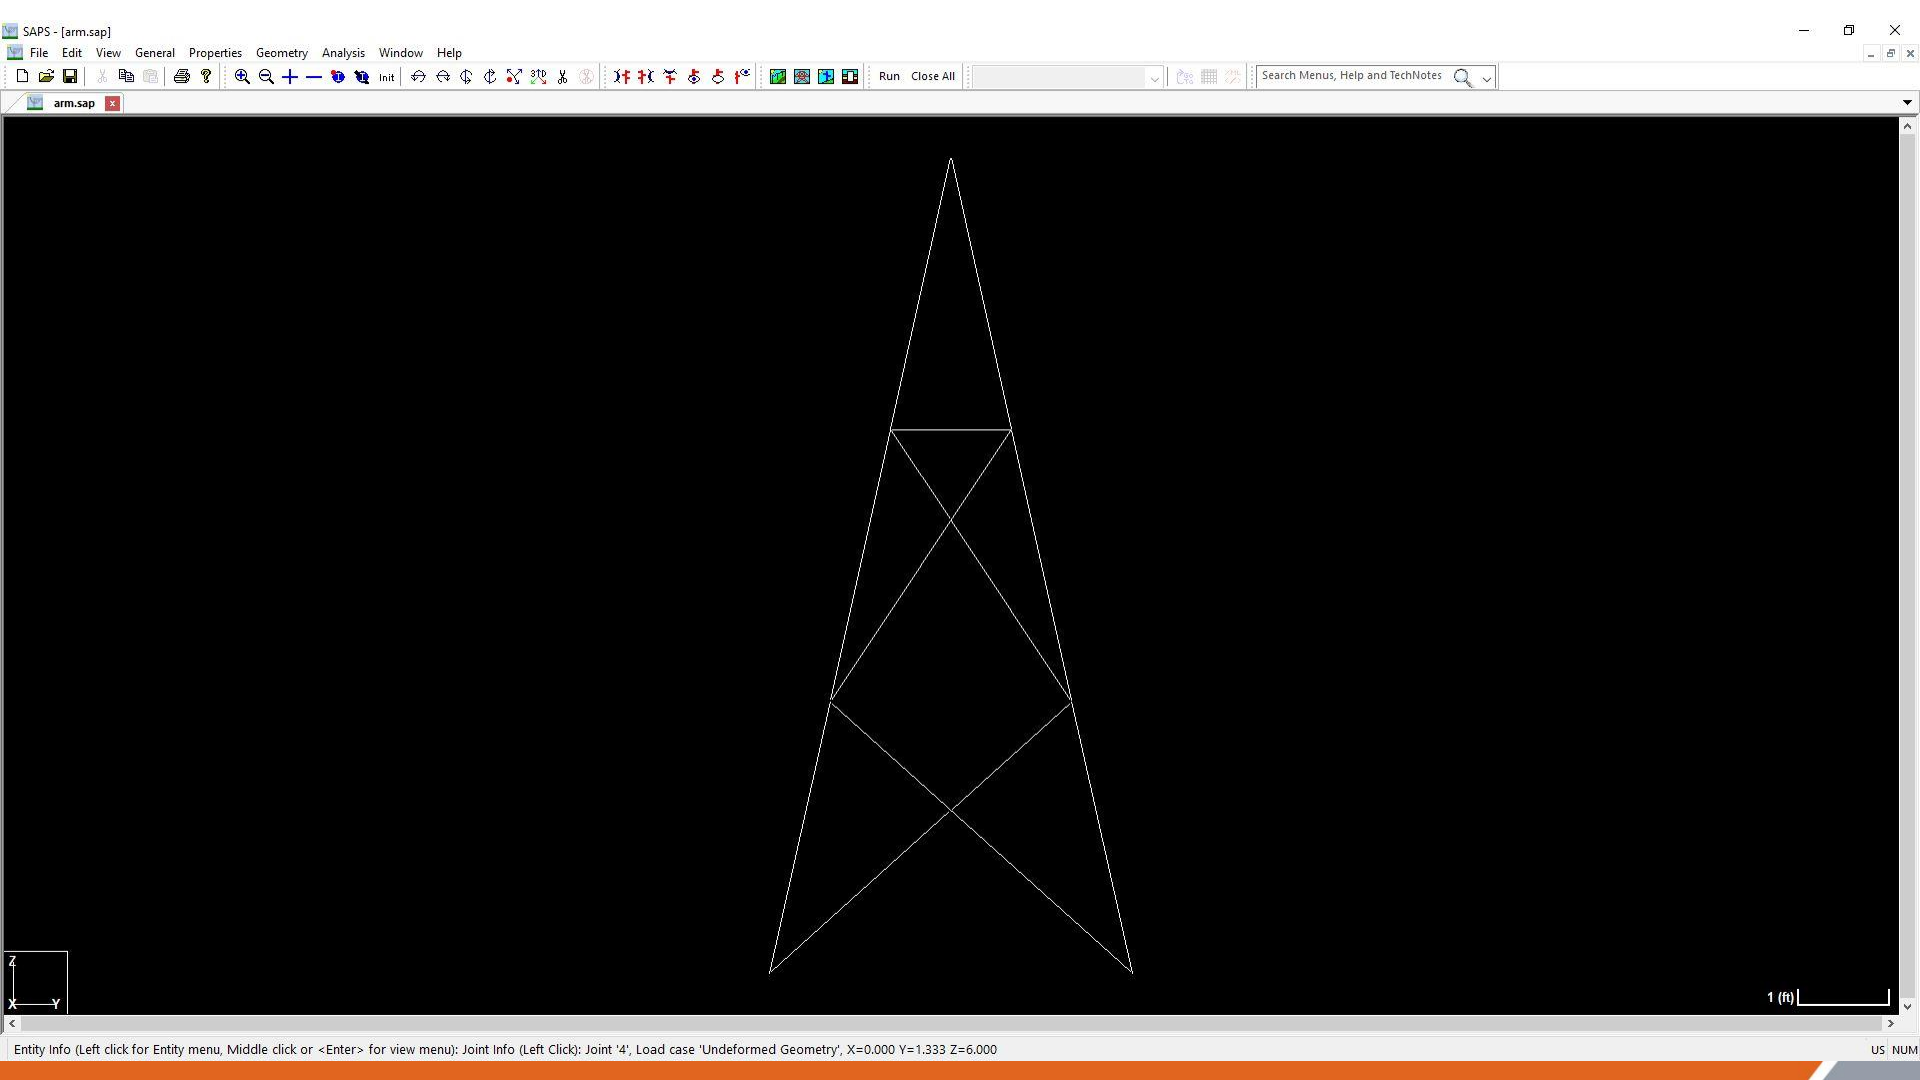 SAPS - [arm.sap]
File Edit View General Properties Geometry Analysis Window Help
Init Run Close All Search Menus, Help and TechNotes
arm.sap
Z
X Y
1 (ft)
Entity Info (Left click for Entity menu, Middle click or <Enter> for view menu): Joint Info (Left Click): Joint '4', Load case 'Undeformed Geometry', X=0.000 Y=1.333 Z=6.000
US NUM